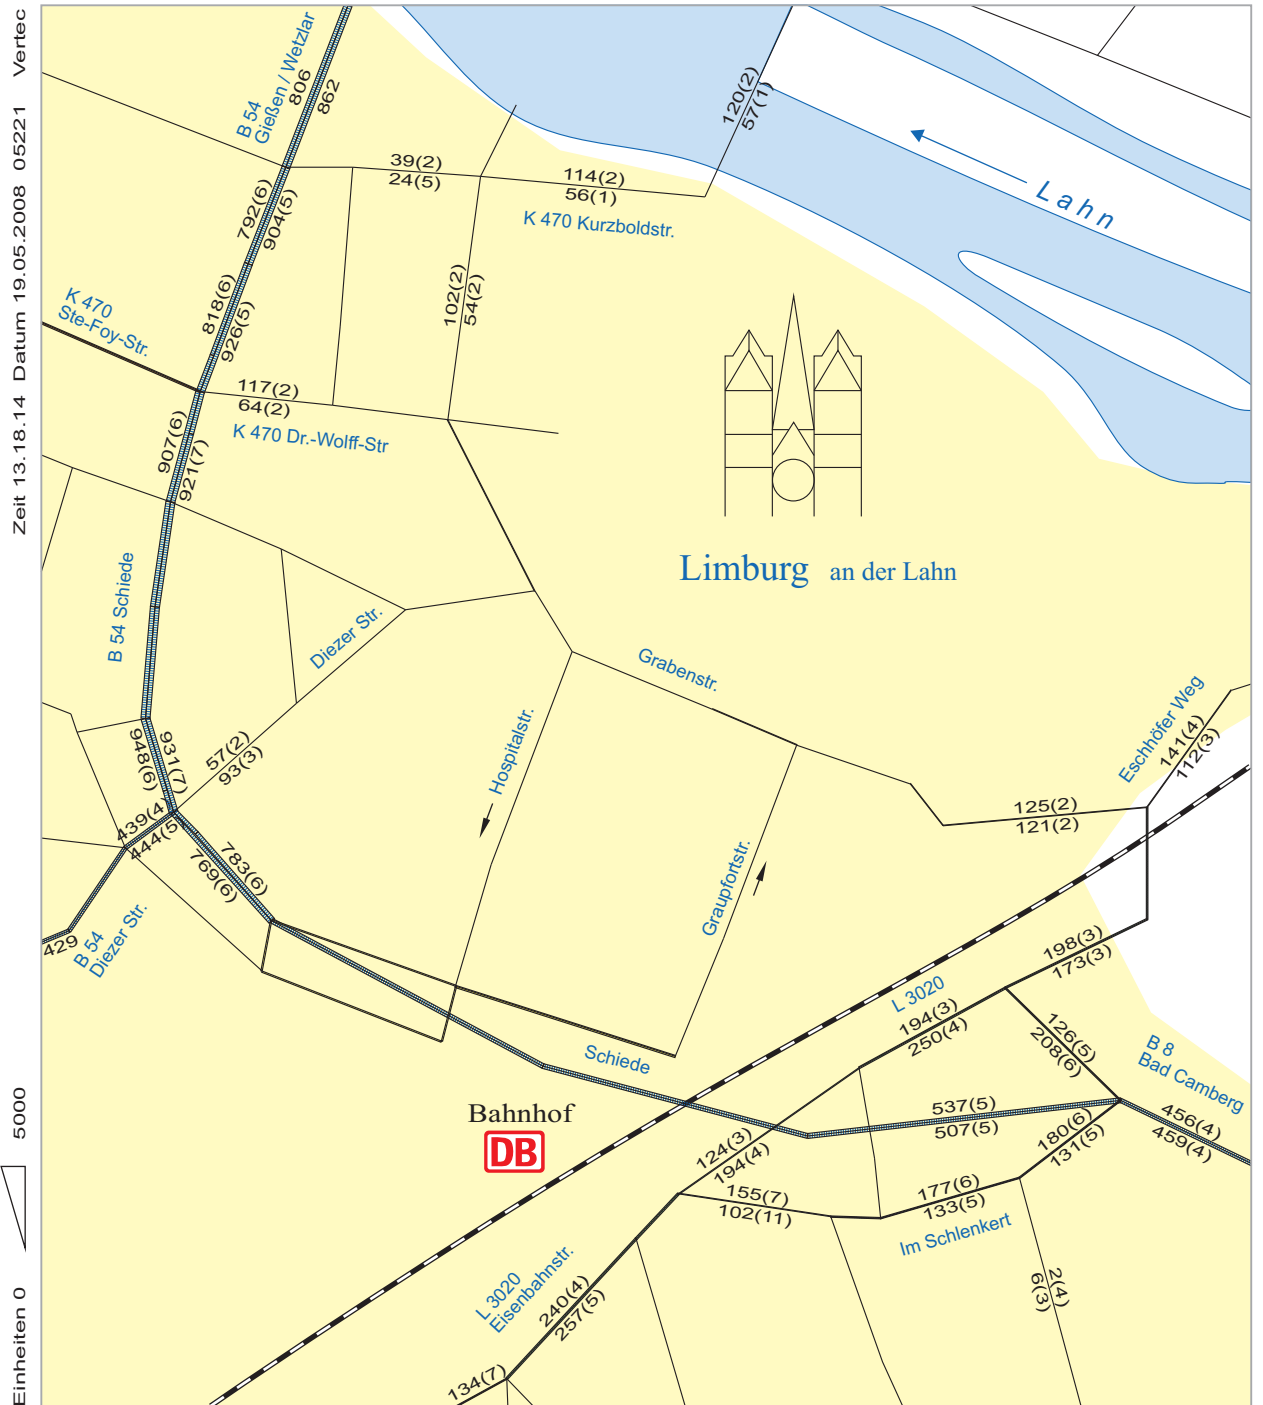 Zeit 13.18.14 Datum 19.05.2008 05221 Vertec
Einheiten 0 5000
B 54
Gießen / Wetzlar
806
862
120(2)
57(1)
39(2)
24(5)
114(2)
56(1)
K 470 Kurzboldstr.
Lahn
792(6)
904(5)
102(2)
54(2)
818(6)
926(5)
K 470
Ste-Foy-Str.
117(2)
64(2)
K 470 Dr.-Wolff-Str
907(6)
921(7)
Limburg an der Lahn
B 54 Schiede
Diezer Str.
Grabenstr.
Eschhöfer Weg
141(4)
112(3)
Hospitalstr.
931(7)
948(6)
57(2)
93(3)
125(2)
121(2)
439(4)
444(5)
783(6)
769(6)
Graupfortstr.
429
B 54
Diezer Str.
198(3)
173(3)
L 3020
194(3)
250(4)
126(5)
208(6)
B 8
Bad Camberg
Schiede
Bahnhof
DB
537(5)
507(5)
456(4)
459(4)
180(6)
131(5)
124(3)
194(4)
155(7)
102(11)
177(6)
133(5)
Im Schlenkert
L 3020
Eisenbahnstr.
240(4)
257(5)
2(4)
6(3)
134(7)